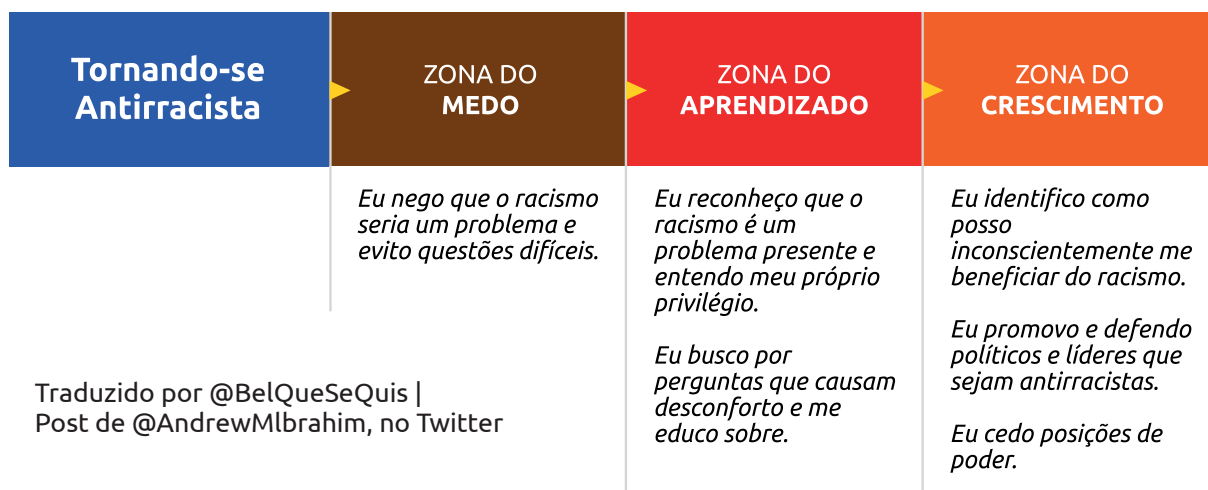 Tornando-se
Antirracista
ZONA DO
MEDO
ZONA DO
APRENDIZADO
ZONA DO
CRESCIMENTO
Eu nego que o racismo
seria um problema e
evito questões difíceis.
Eu reconheço que o
racismo é um
problema presente e
entendo meu próprio
privilégio.
Eu busco por
perguntas que causam
desconforto e me
educo sobre.
Eu identifico como
posso
inconscientemente me
beneficiar do racismo.
Eu promovo e defendo
políticos e líderes que
sejam antirracistas.
Eu cedo posições de
poder.
Traduzido por @BelQueSeQuis |
Post de @AndrewMlbrahim, no Twitter